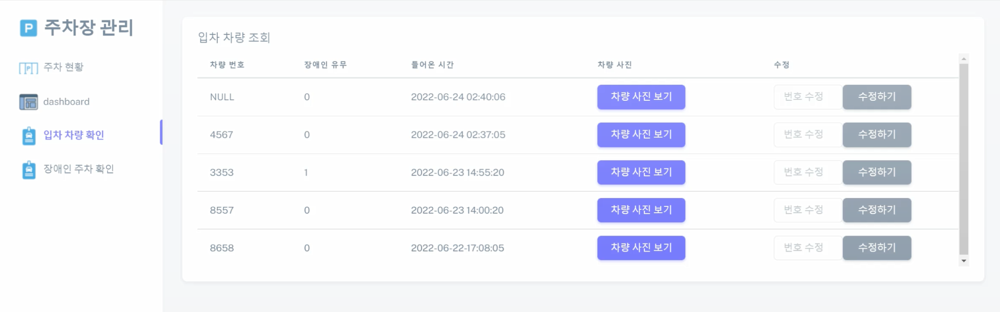 P 주차장 관리
P 주차 현황
dashboard
입차 차량 확인
장애인 주차 확인
입차 차량 조회
차량 번호 장애인 유무 들어온 시간 차량 사진 수정
NULL 0 2022-06-24 02:40:06 차량 사진 보기 번호 수정 수정하기
4567 0 2022-06-24 02:37:05 차량 사진 보기 번호 수정 수정하기
3353 1 2022-06-23 14:55:20 차량 사진 보기 번호 수정 수정하기
8557 0 2022-06-23 14:00:20 차량 사진 보기 번호 수정 수정하기
8658 0 2022-06-22-17:08:05 차량 사진 보기 번호 수정 수정하기